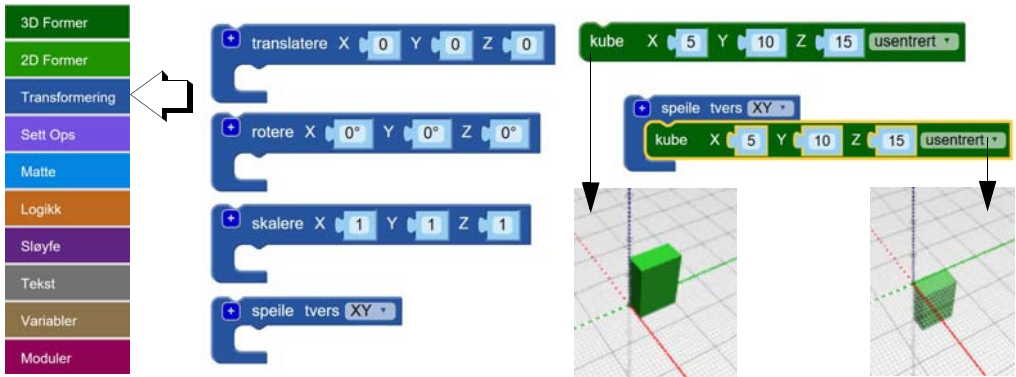 3D Former
2D Former
Transformering
Sett Ops
Matte
Logikk
Sløyfe
Tekst
Variabler
Moduler
translatere X 0 Y 0 Z 0
rotere X 0° Y 0° Z 0°
skalere X 1 Y 1 Z 1
speile tvers XY
kube X 5 Y 10 Z 15 usentrert
speile tvers XY
kube X 5 Y 10 Z 15 usentrert